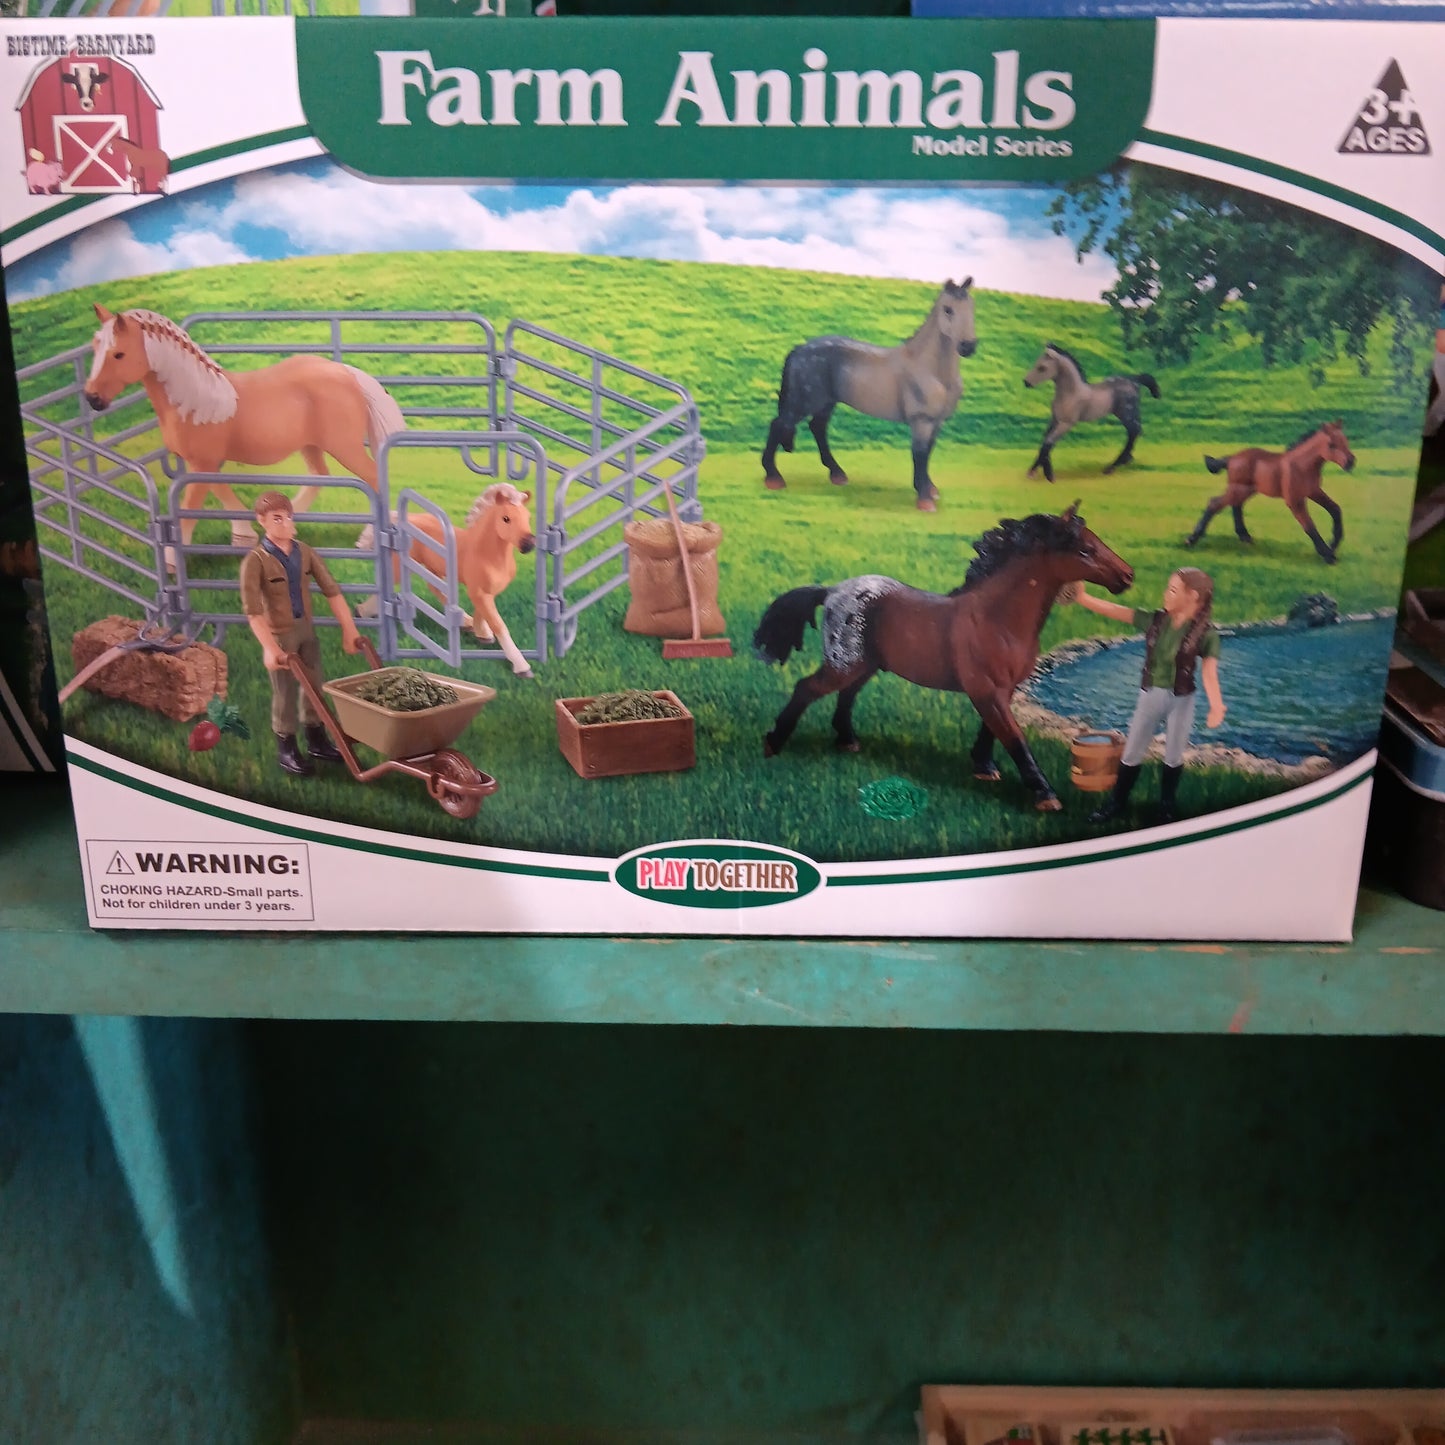 BIGTIME BARNYARD
Farm Animals
Model Series
3+
AGES
WARNING:
CHOKING HAZARD-Small parts.
Not for children under 3 years.
PLAY TOGETHER